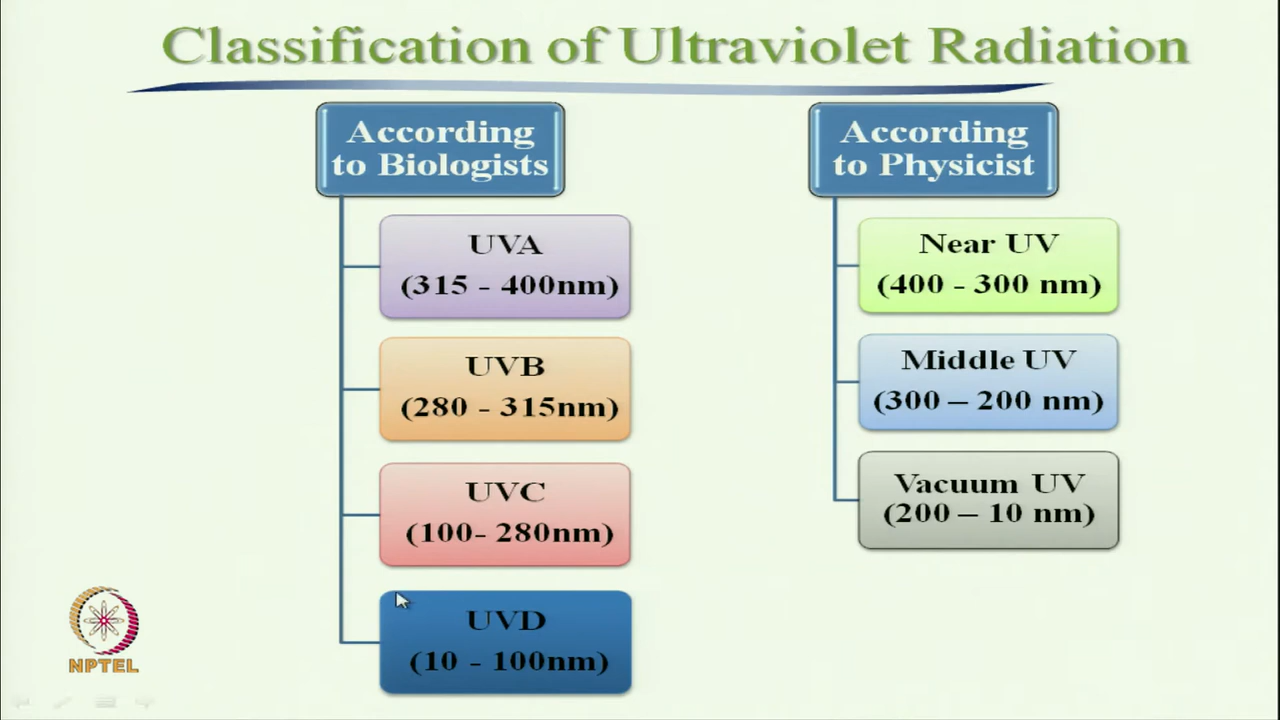 Classification of Ultraviolet Radiation
According
to Biologists
UVA
(315 - 400nm)
UVB
(280 - 315nm)
UVC
(100- 280nm)
UVD
(10 - 100nm)
According
to Physicist
Near UV
(400 - 300 nm)
Middle UV
(300 – 200 nm)
Vacuum UV
(200 – 10 nm)
NPTEL